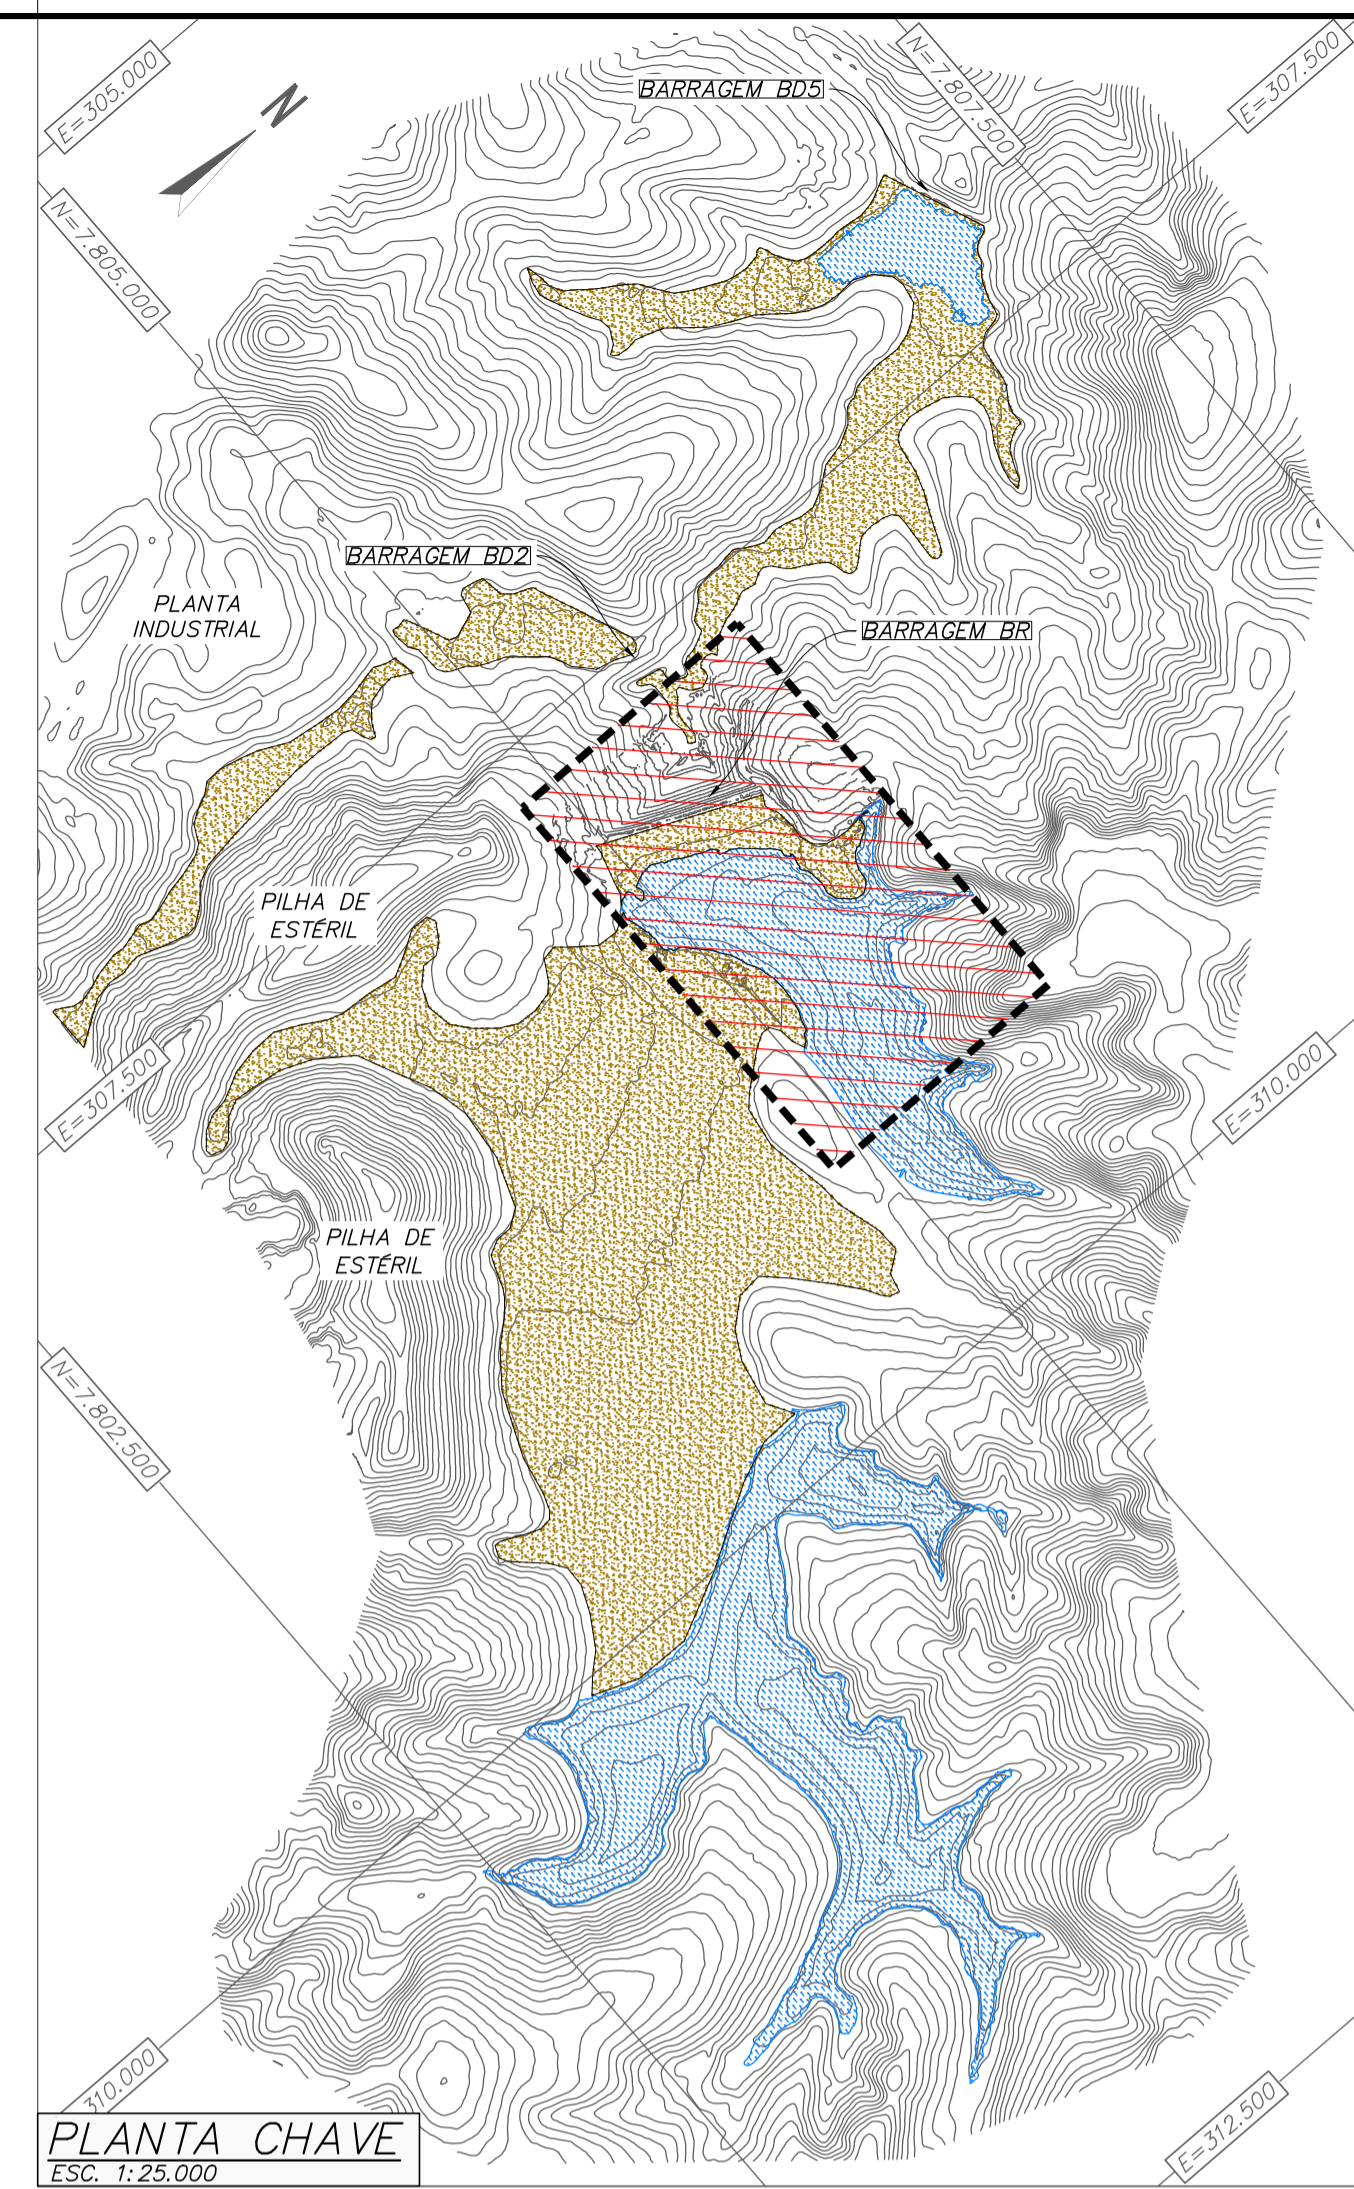 E=305.000
N=7.807.500
E=307.500
N
BARRAGEM BD5
N=7.805.000
BARRAGEM BD2
PLANTA
INDUSTRIAL
BARRAGEM BR
PILHA DE
ESTÉRIL
E=307.500
E=310.000
PILHA DE
ESTÉRIL
N=7.802.500
310.000
E=312.500
PLANTA CHAVE
ESC. 1:25.000